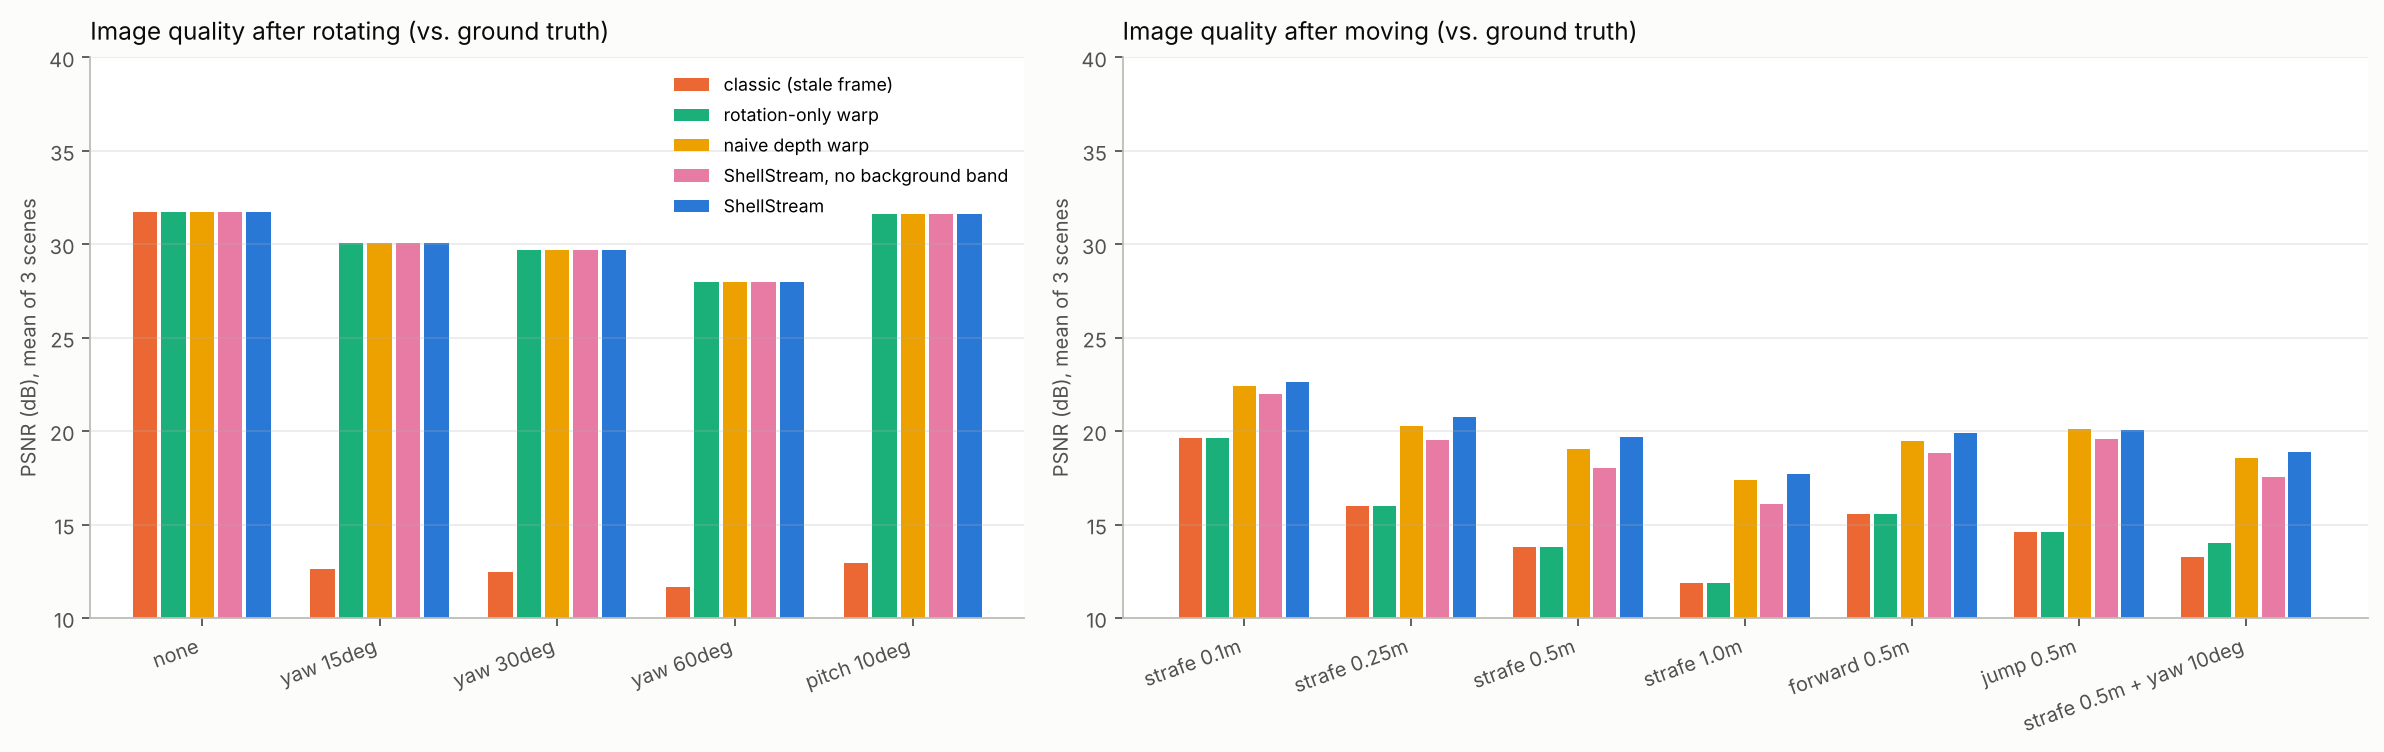 Image quality after rotating (vs. ground truth)
PSNR (dB), mean of 3 scenes
40
35
30
25
20
15
10
classic (stale frame)
rotation-only warp
naive depth warp
ShellStream, no background band
ShellStream
none
yaw 15deg
yaw 30deg
yaw 60deg
pitch 10deg
Image quality after moving (vs. ground truth)
PSNR (dB), mean of 3 scenes
40
35
30
25
20
15
10
strafe 0.1m
strafe 0.25m
strafe 0.5m
strafe 1.0m
forward 0.5m
jump 0.5m
strafe 0.5m + yaw 10deg